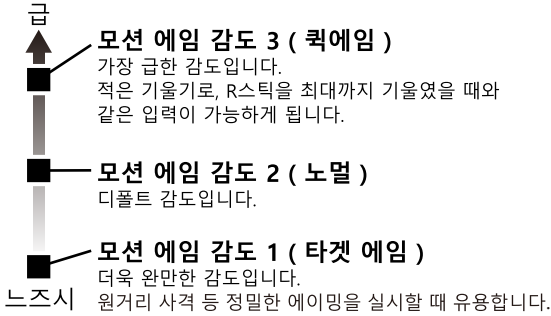 급
모션 에임 감도 3 ( 퀵에임 )
가장 급한 감도입니다.
적은 기울기로, R스틱을 최대까지 기울였을 때와
같은 입력이 가능하게 됩니다.
모션 에임 감도 2 ( 노멀 )
디폴트 감도입니다.
모션 에임 감도 1 ( 타겟 에임 )
더욱 완만한 감도입니다.
느즈시
원거리 사격 등 정밀한 에이밍을 실시할 때 유용합니다.